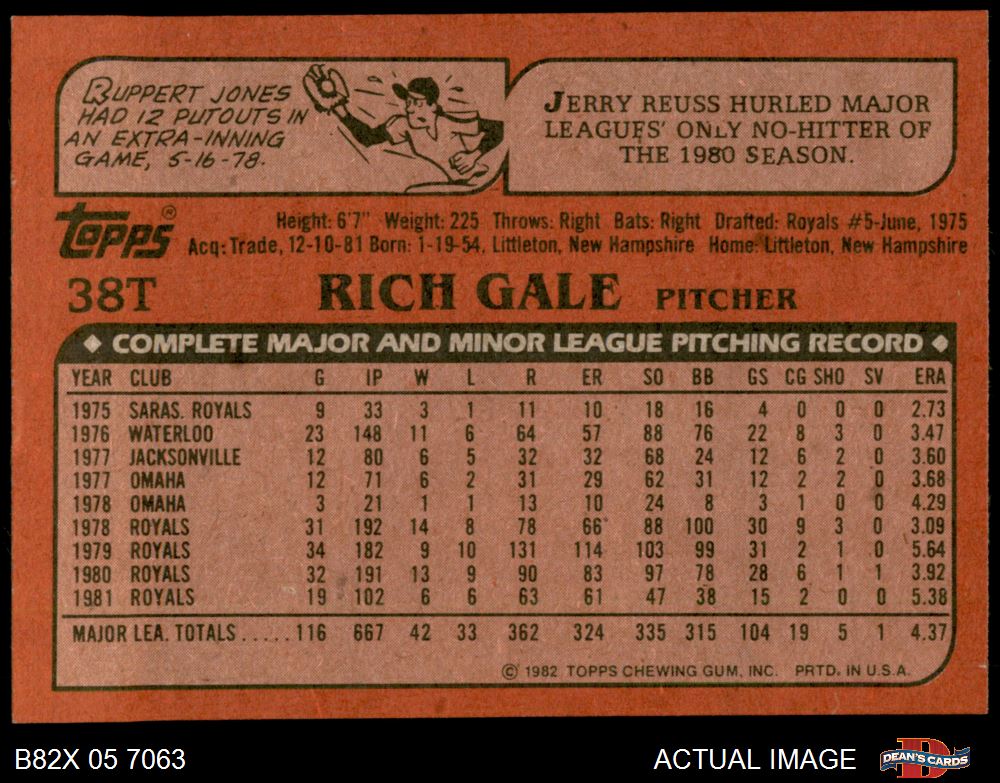 RUPPERT JONES
HAD 12 PUTOUTS IN
AN EXTRA-INNING
GAME, 5-16-78.
JERRY REUSS HURLED MAJOR
LEAGUES' ONLY NO-HITTER OF
THE 1980 SEASON.
TOPPS®
Height: 6'7" Weight: 225 Throws: Right Bats: Right Drafted: Royals #5-June, 1975
Acq: Trade, 12-10-81 Born: 1-19-54, Littleton, New Hampshire Home: Littleton, New Hampshire
38T RICH GALE PITCHER
◆ COMPLETE MAJOR AND MINOR LEAGUE PITCHING RECORD ◆
YEAR CLUB G IP W L R ER SO BB GS CG SHO SV ERA
1975 SARAS. ROYALS 9 33 3 1 11 10 18 16 4 0 0 0 2.73
1976 WATERLOO 23 148 11 6 64 57 88 76 22 8 3 0 3.47
1977 JACKSONVILLE 12 80 6 5 32 32 68 24 12 6 2 0 3.60
1977 OMAHA 12 71 6 2 31 29 62 31 12 2 2 0 3.68
1978 OMAHA 3 21 1 1 13 10 24 8 3 1 0 0 4.29
1978 ROYALS 31 192 14 8 78 66 88 100 30 9 3 0 3.09
1979 ROYALS 34 182 9 10 131 114 103 99 31 2 1 0 5.64
1980 ROYALS 32 191 13 9 90 83 97 78 28 6 1 1 3.92
1981 ROYALS 19 102 6 6 63 61 47 38 15 2 0 0 5.38
MAJOR LEA. TOTALS.....116 667 42 33 362 324 335 315 104 19 5 1 4.37
© 1982 TOPPS CHEWING GUM, INC. PRTD. IN U.S.A.
B82X 05 7063 ACTUAL IMAGE DEAN'S CARDS